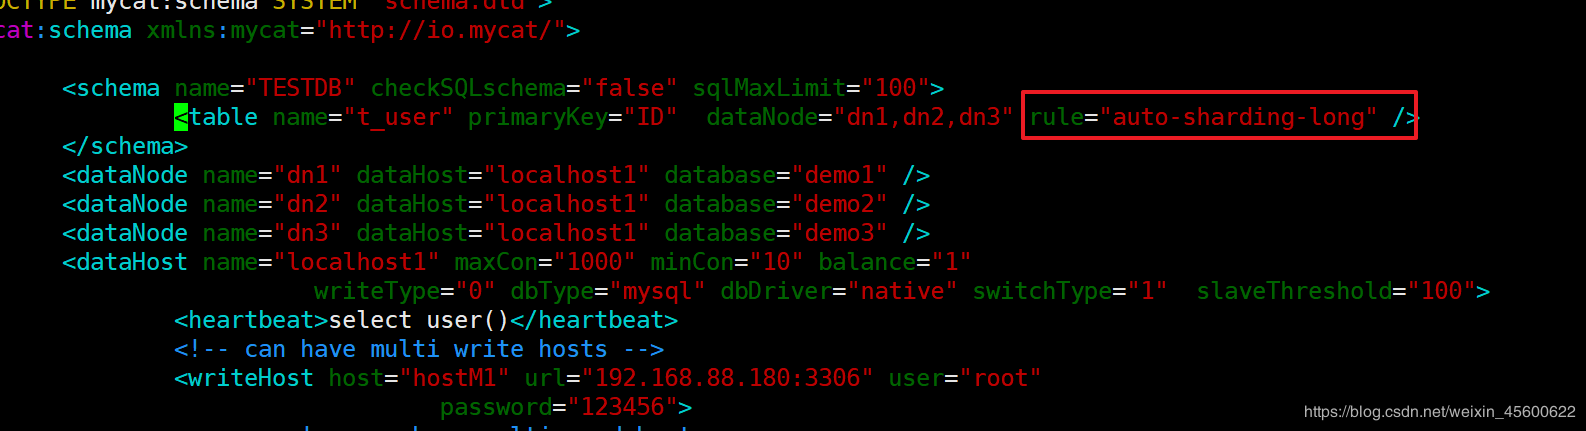 OCTYPE mycat:schema SYSTEM "schema.dtd">
cat:schema xmlns:mycat="http://io.mycat/">
<schema name="TESTDB" checkSQLschema="false" sqlMaxLimit="100">
<table name="t_user" primaryKey="ID" dataNode="dn1,dn2,dn3" rule="auto-sharding-long" />
</schema>
<dataNode name="dn1" dataHost="localhost1" database="demo1" />
<dataNode name="dn2" dataHost="localhost1" database="demo2" />
<dataNode name="dn3" dataHost="localhost1" database="demo3" />
<dataHost name="localhost1" maxCon="1000" minCon="10" balance="1"
writeType="0" dbType="mysql" dbDriver="native" switchType="1" slaveThreshold="100">
<heartbeat>select user()</heartbeat>
<!-- can have multi write hosts -->
<writeHost host="hostM1" url="192.168.88.180:3306" user="root"
password="123456">
https://blog.csdn.net/weixin_45600622